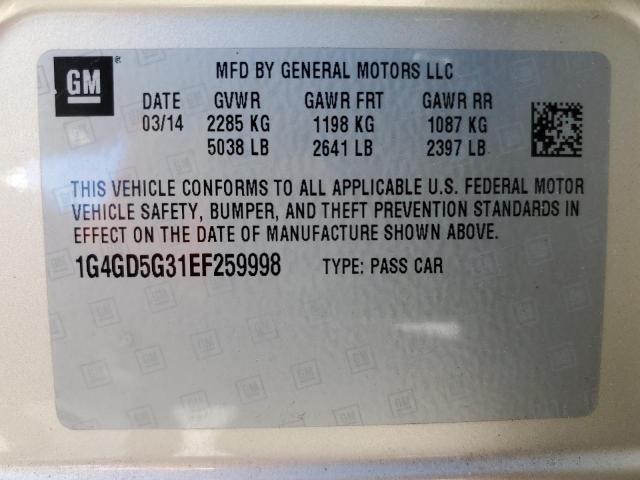 GM
MFD BY GENERAL MOTORS LLC
DATE GVWR GAWR FRT GAWR RR
03/14 2285 KG 1198 KG 1087 KG
5038 LB 2641 LB 2397 LB
THIS VEHICLE CONFORMS TO ALL APPLICABLE U.S. FEDERAL MOTOR
VEHICLE SAFETY, BUMPER, AND THEFT PREVENTION STANDARDS IN
EFFECT ON THE DATE OF MANUFACTURE SHOWN ABOVE.
1G4GD5G31EF259998 TYPE: PASS CAR